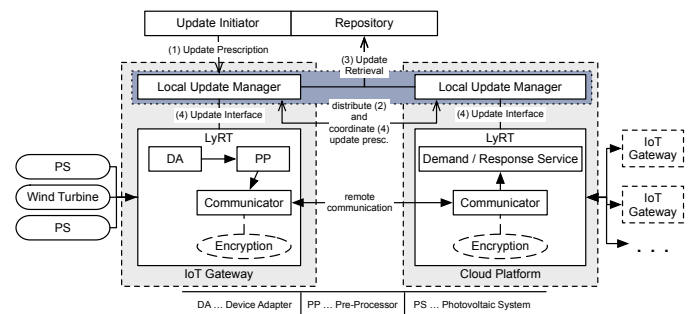 Update Initiator
Repository
(1) Update Prescription
(3) Update
Retrieval
Local Update Manager
Local Update Manager
(4) Update Interface
distribute (2)
and
coordinate (4)
update presc.
(4) Update Interface
LyRT
DA
PP
Communicator
Encryption
IoT Gateway
PS
Wind Turbine
PS
remote
communication
LyRT
Demand / Response Service
Communicator
Encryption
Cloud Platform
IoT
Gateway
IoT
Gateway
. . .
DA ... Device Adapter
PP ... Pre-Processor
PS ... Photovoltaic System